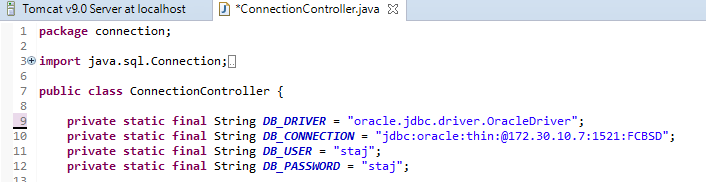 Tomcat v9.0 Server at localhost *ConnectionController.java
1 package connection;
2
3 import java.sql.Connection;
6
7 public class ConnectionController {
8
9 private static final String DB_DRIVER = "oracle.jdbc.driver.OracleDriver";
10 private static final String DB_CONNECTION = "jdbc:oracle:thin:@172.30.10.7:1521:FCBSD";
11 private static final String DB_USER = "staj";
12 private static final String DB_PASSWORD = "staj";